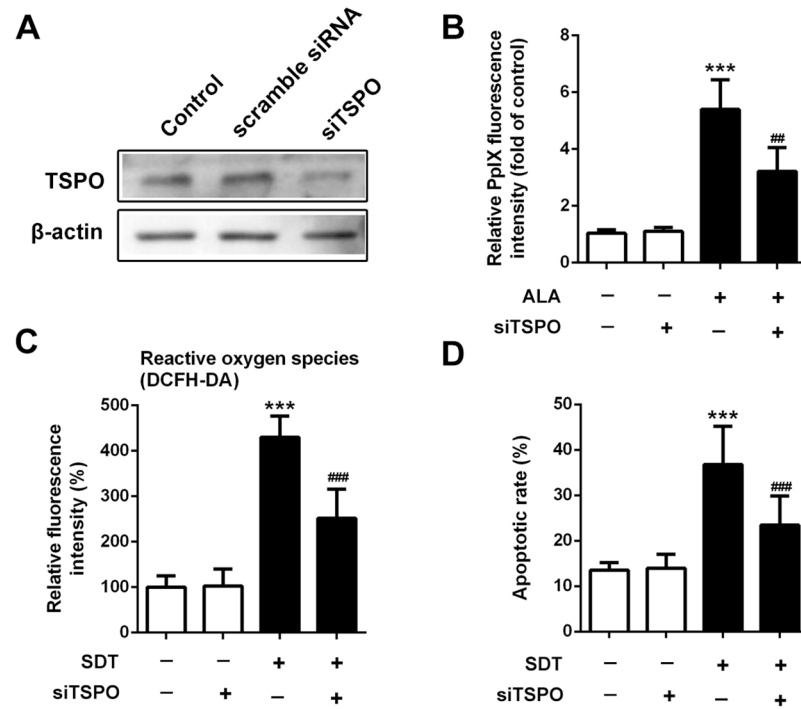 A
Control
scramble siRNA
siTSPO
TSPO
β-actin
B
Relative PpIX fluorescence
intensity (fold of control)
8
6
4
2
0
***
##
ALA − − + +
siTSPO − + − +
C
Reactive oxygen species
(DCFH-DA)
Relative fluorescence
intensity (%)
500
400
300
200
100
0
***
###
SDT − − + +
siTSPO − + − +
D
Apoptotic rate (%)
50
40
30
20
10
0
***
###
SDT − − + +
siTSPO − + − +